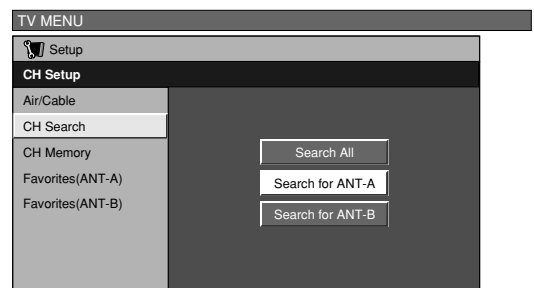 TV MENU
Setup
CH Setup
Air/Cable
CH Search
CH Memory
Favorites(ANT-A)
Favorites(ANT-B)
Search All
Search for ANT-A
Search for ANT-B